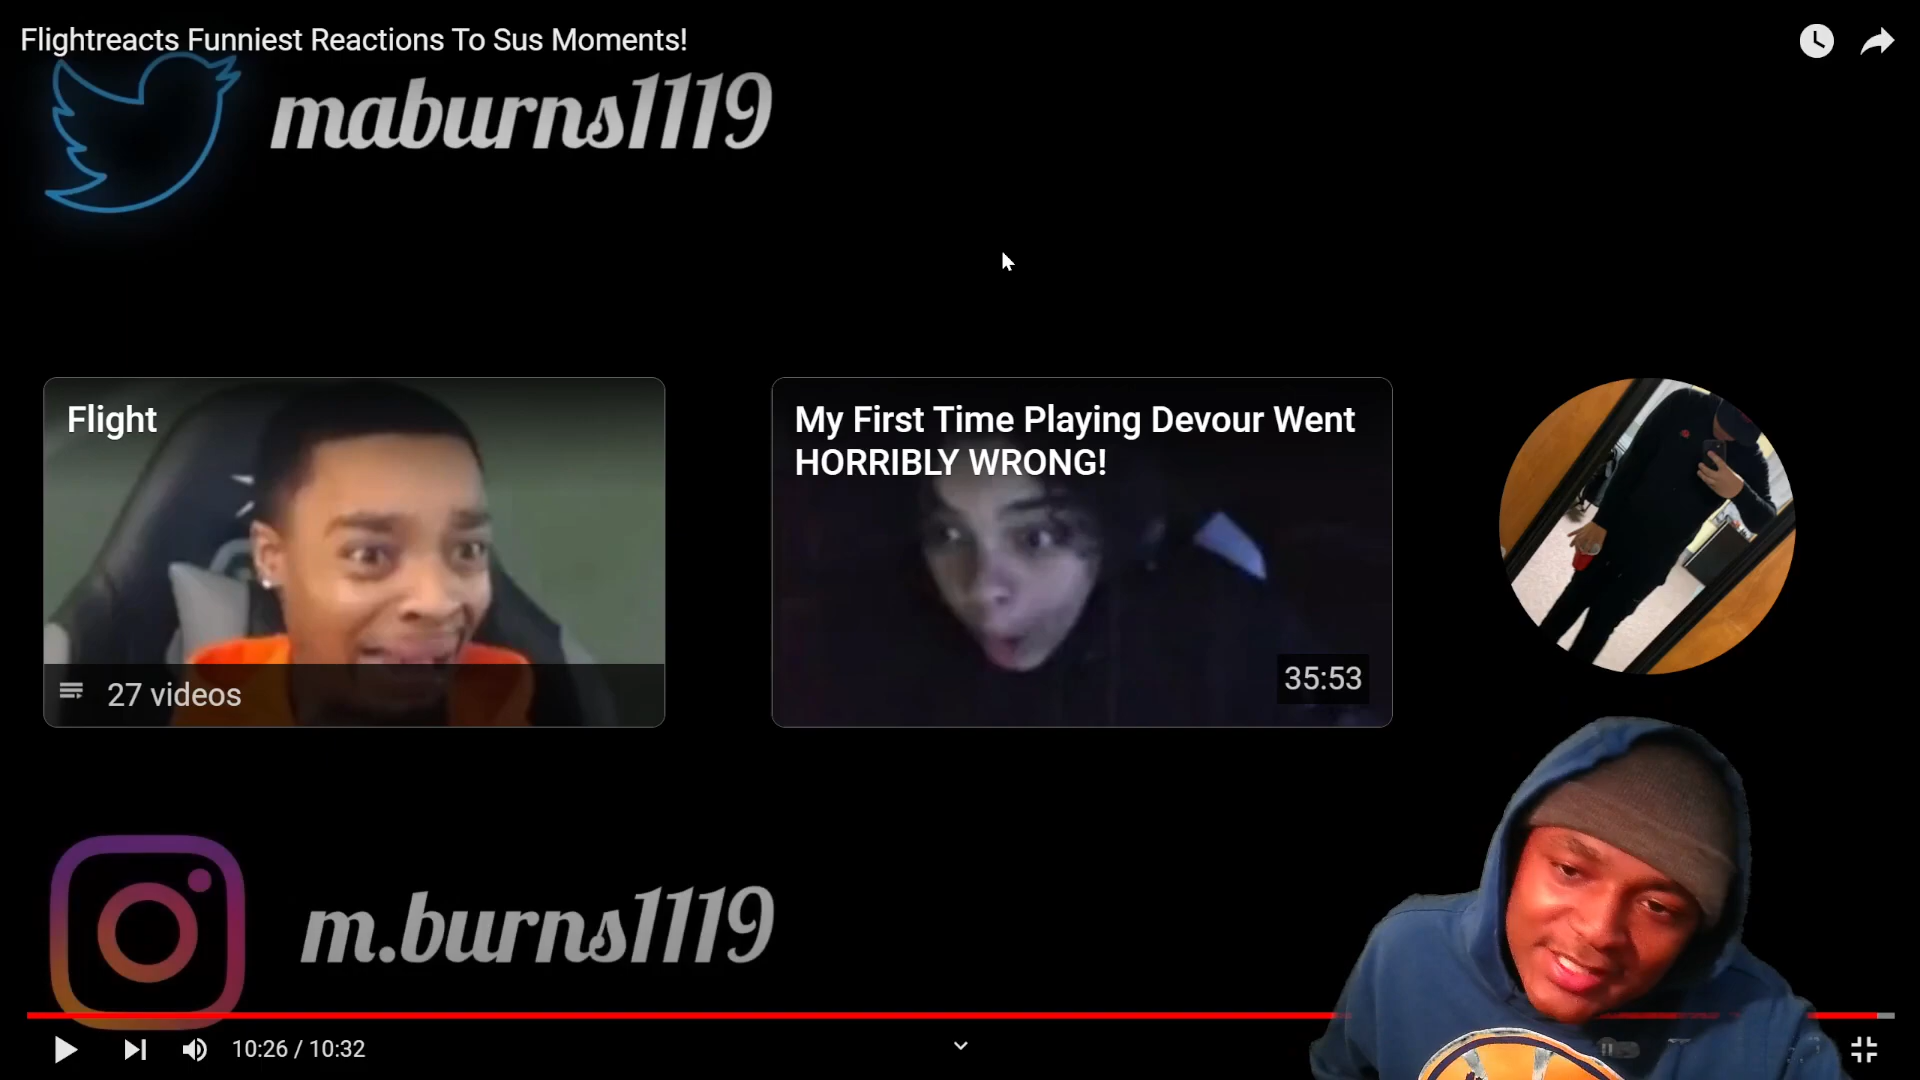 Flightreacts Funniest Reactions To Sus Moments!
maburns1119
Flight
27 videos
My First Time Playing Devour Went
HORRIBLY WRONG!
35:53
m.burns1119
10:26 / 10:32